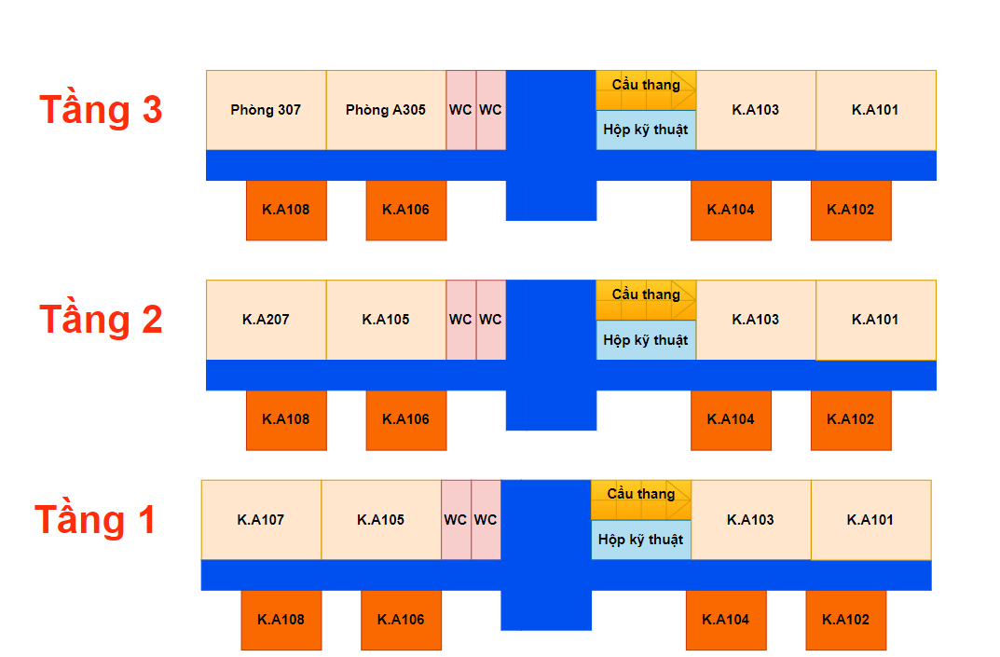 Tầng 3
Phòng 307
Phòng A305
WC
WC
Cầu thang
Hộp kỹ thuật
K.A103
K.A101
K.A108
K.A106
K.A104
K.A102
Tầng 2
K.A207
K.A105
WC
WC
Cầu thang
Hộp kỹ thuật
K.A103
K.A101
K.A108
K.A106
K.A104
K.A102
Tầng 1
K.A107
K.A105
WC
WC
Cầu thang
Hộp kỹ thuật
K.A103
K.A101
K.A108
K.A106
K.A104
K.A102